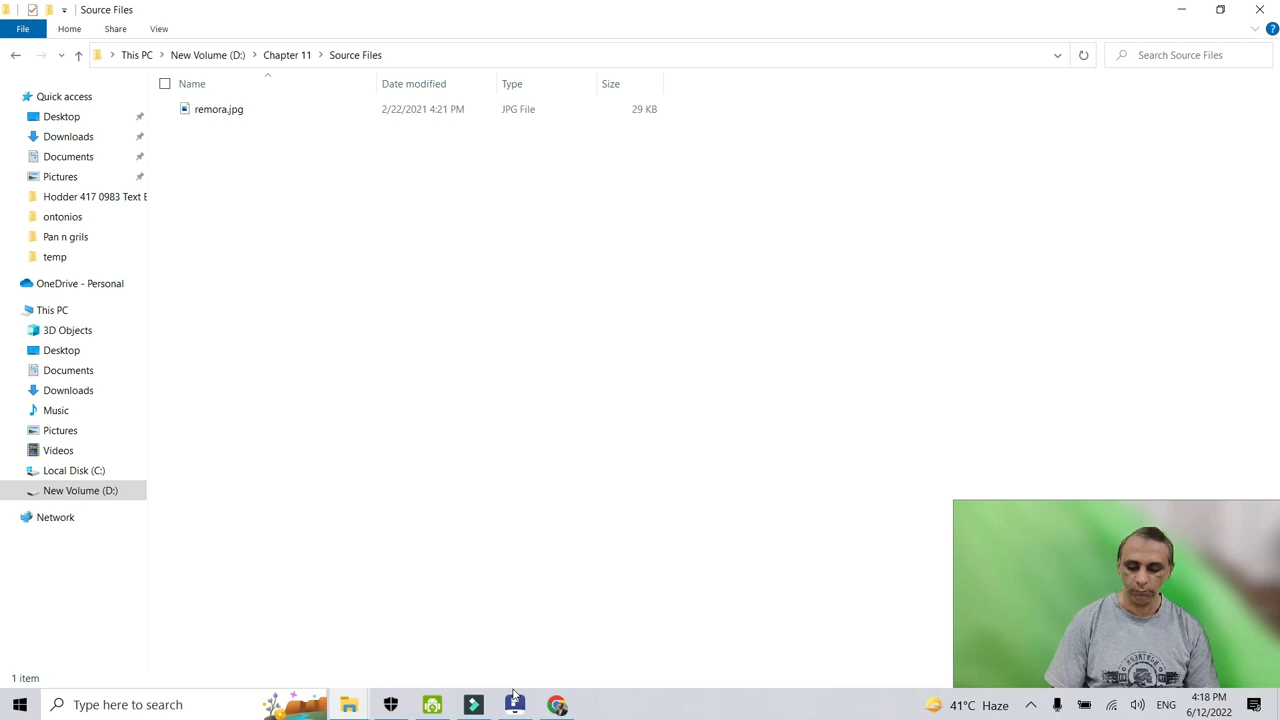 Source Files
File Home Share View
This PC New Volume (D:) Chapter 11 Source Files
Search Source Files
Name Date modified Type Size
remora.jpg 2/22/2021 4:21 PM JPG File 29 KB
Quick access
Desktop
Downloads
Documents
Pictures
Hodder 417 0983 Text E
ontonios
Pan n grils
temp
OneDrive - Personal
This PC
3D Objects
Desktop
Documents
Downloads
Music
Pictures
Videos
Local Disk (C:)
New Volume (D:)
Network
1 item
Type here to search
41°C Haze
ENG
4:18 PM
6/12/2022